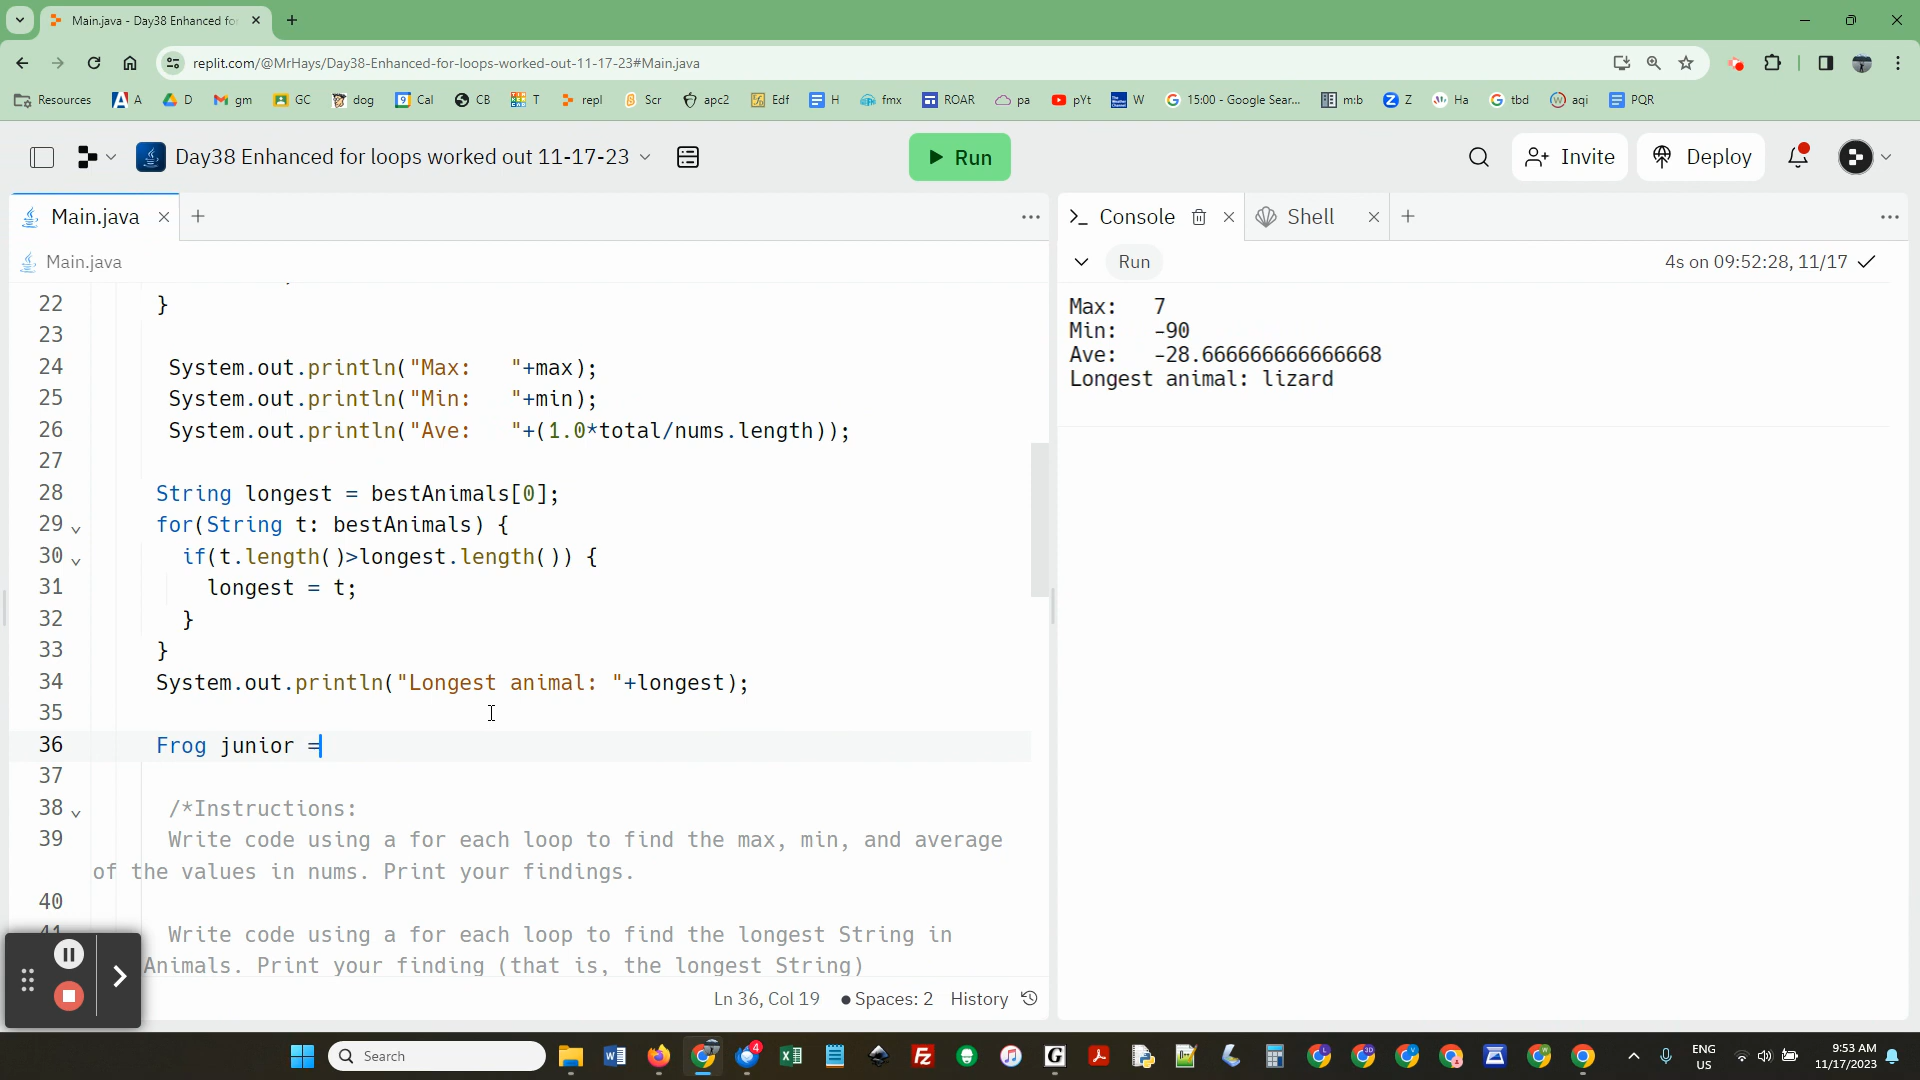 Main.java - Day38 Enhanced fo
replit.com/@MrHays/Day38-Enhanced-for-loops-worked-out-11-17-23#Main.java
Resources A D gm GC dog Cal CB T repl Scr apc2 Edf H fmx ROAR pa pYt W 15:00 - Google Sear... m:b Z Ha tbd aqi PQR
Day38 Enhanced for loops worked out 11-17-23 Run Invite Deploy
Main.java
Console Shell
Main.java
Run 4s on 09:52:28, 11/17
22 }
23
24 System.out.println("Max:   "+max);
25 System.out.println("Min:   "+min);
26 System.out.println("Ave:   "+(1.0*total/nums.length));
27
28 String longest = bestAnimals[0];
29 for(String t: bestAnimals) {
30 if(t.length()>longest.length()) {
31 longest = t;
32 }
33 }
34 System.out.println("Longest animal: "+longest);
35
36 Frog junior =
37
38 /*Instructions:
39 Write code using a for each loop to find the max, min, and average
of the values in nums. Print your findings.
40
41 Write code using a for each loop to find the longest String in
Animals. Print your finding (that is, the longest String)
Ln 36, Col 19 Spaces: 2 History
Max:   7
Min:   -90
Ave:   -28.666666666666668
Longest animal: lizard
Search
4
ENG
US
9:53 AM
11/17/2023